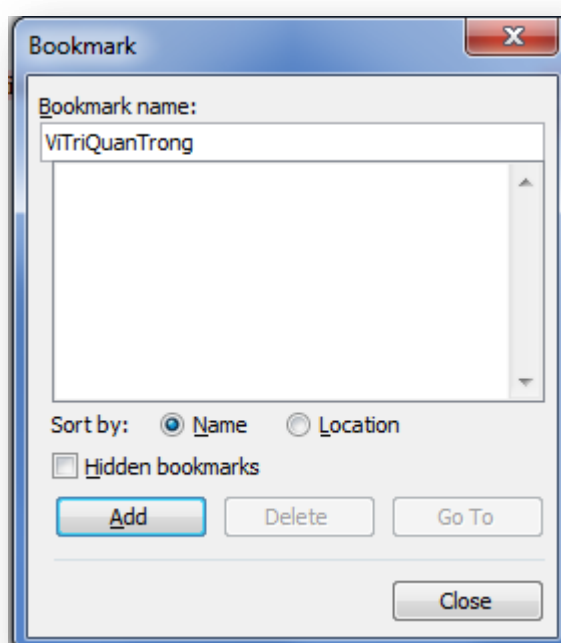 Bookmark
Bookmark name:
ViTriQuanTrong
Sort by: Name Location
Hidden bookmarks
Add Delete Go To
Close